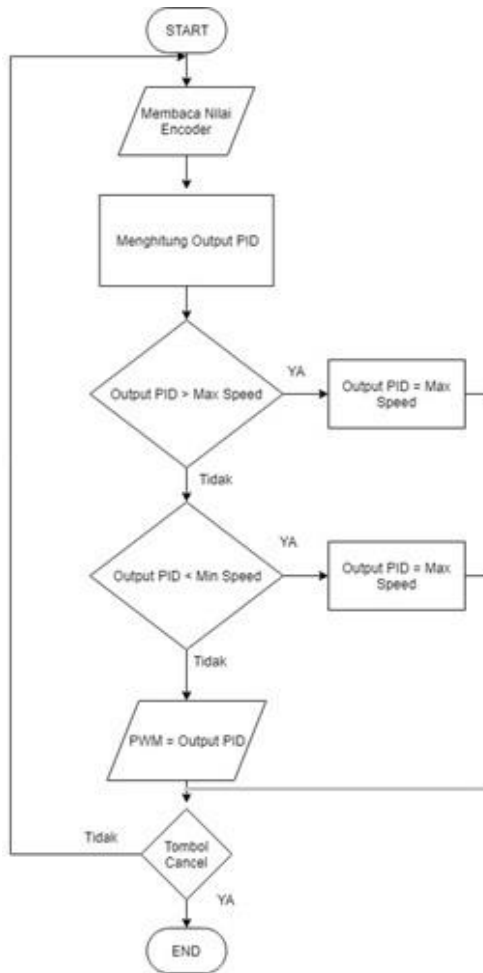 START
Membaca Nilai
Encoder
Menghitung Output PID
Output PID > Max Speed
YA
Output PID = Max
Speed
Tidak
Output PID < Min Speed
YA
Output PID = Max
Speed
Tidak
PWM = Output PID
Tombol
Cancel
Tidak
YA
END